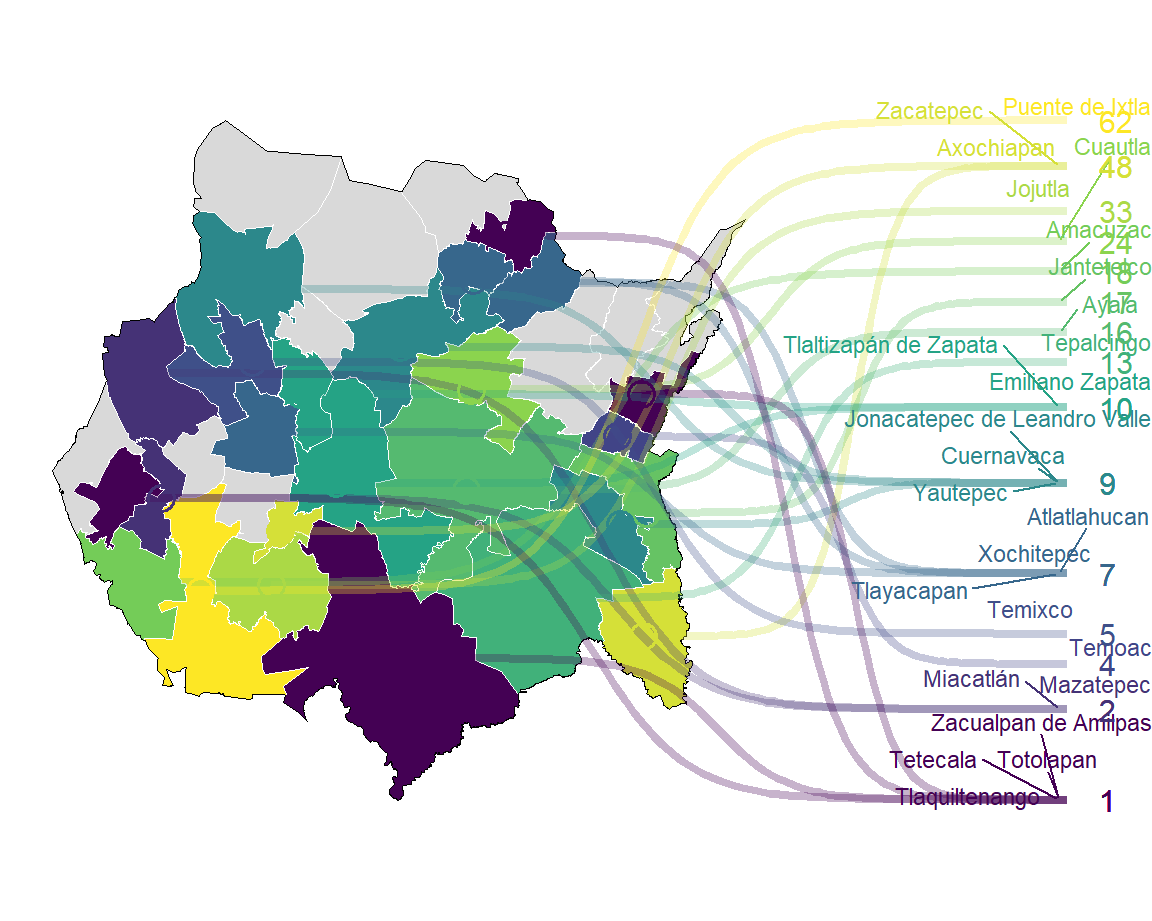 Puente de Ixtla
Zacatepec
62
Cuautla
Axochiapan
48
Jojutla
33
Amacuzac
24
Jantetelco
18
Ayala
17
16
Tepalcingo
Tlaltizapán de Zapata
13
Emiliano Zapata
10
Jonacatepec de Leandro Valle
Cuernavaca
9
Yautepec
Atlatlahucan
Xochitepec
7
Tlayacapan
Temixco
5
Temoac
4
Miacatlán
Mazatepec
2
Zacualpan de Amilpas
Tetecala
Totolapan
Tlaquiltenango
1